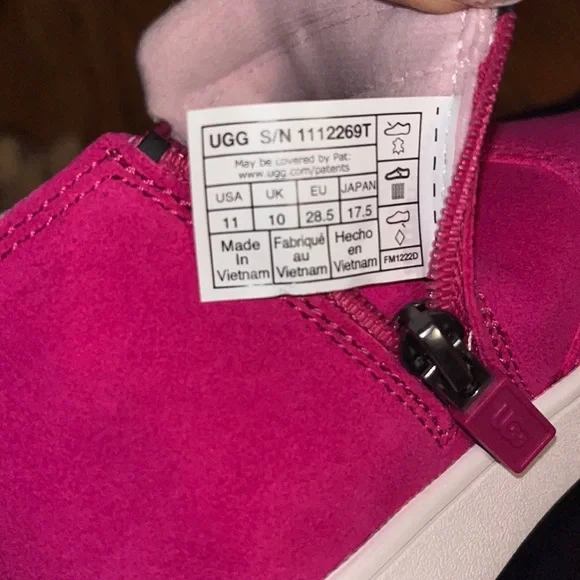 UGG S/N 1112269T
May be covered by Pat:
www.ugg.com/patents
USA UK EU JAPAN
11 10 28.5 17.5
Made In Vietnam
Fabriqué au Vietnam
Hecho en Vietnam
FM1222D